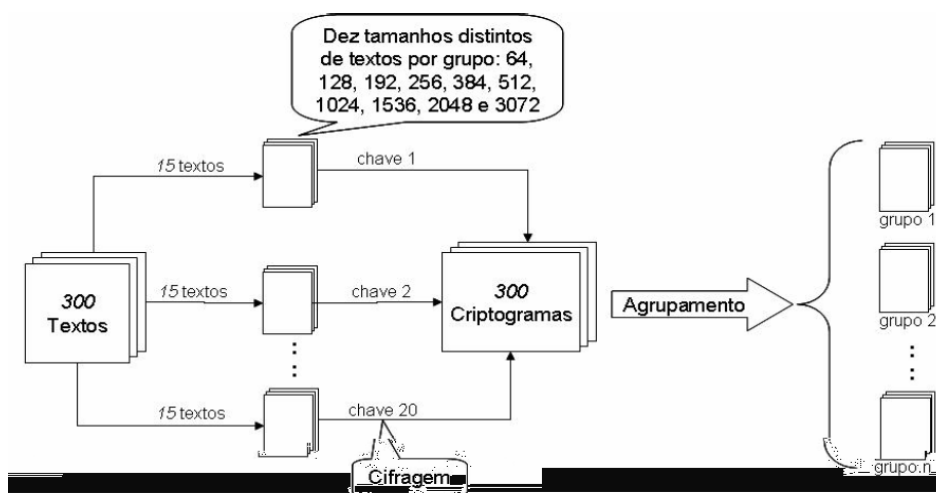 Dez tamanhos distintos
de textos por grupo: 64,
128, 192, 256, 384, 512,
1024, 1536, 2048 e 3072
15 textos
chave 1
grupo 1
300
Textos
15 textos
chave 2
300
Criptogramas
Agrupamento
grupo 2
15 textos
chave 20
Cifragem
grupo n